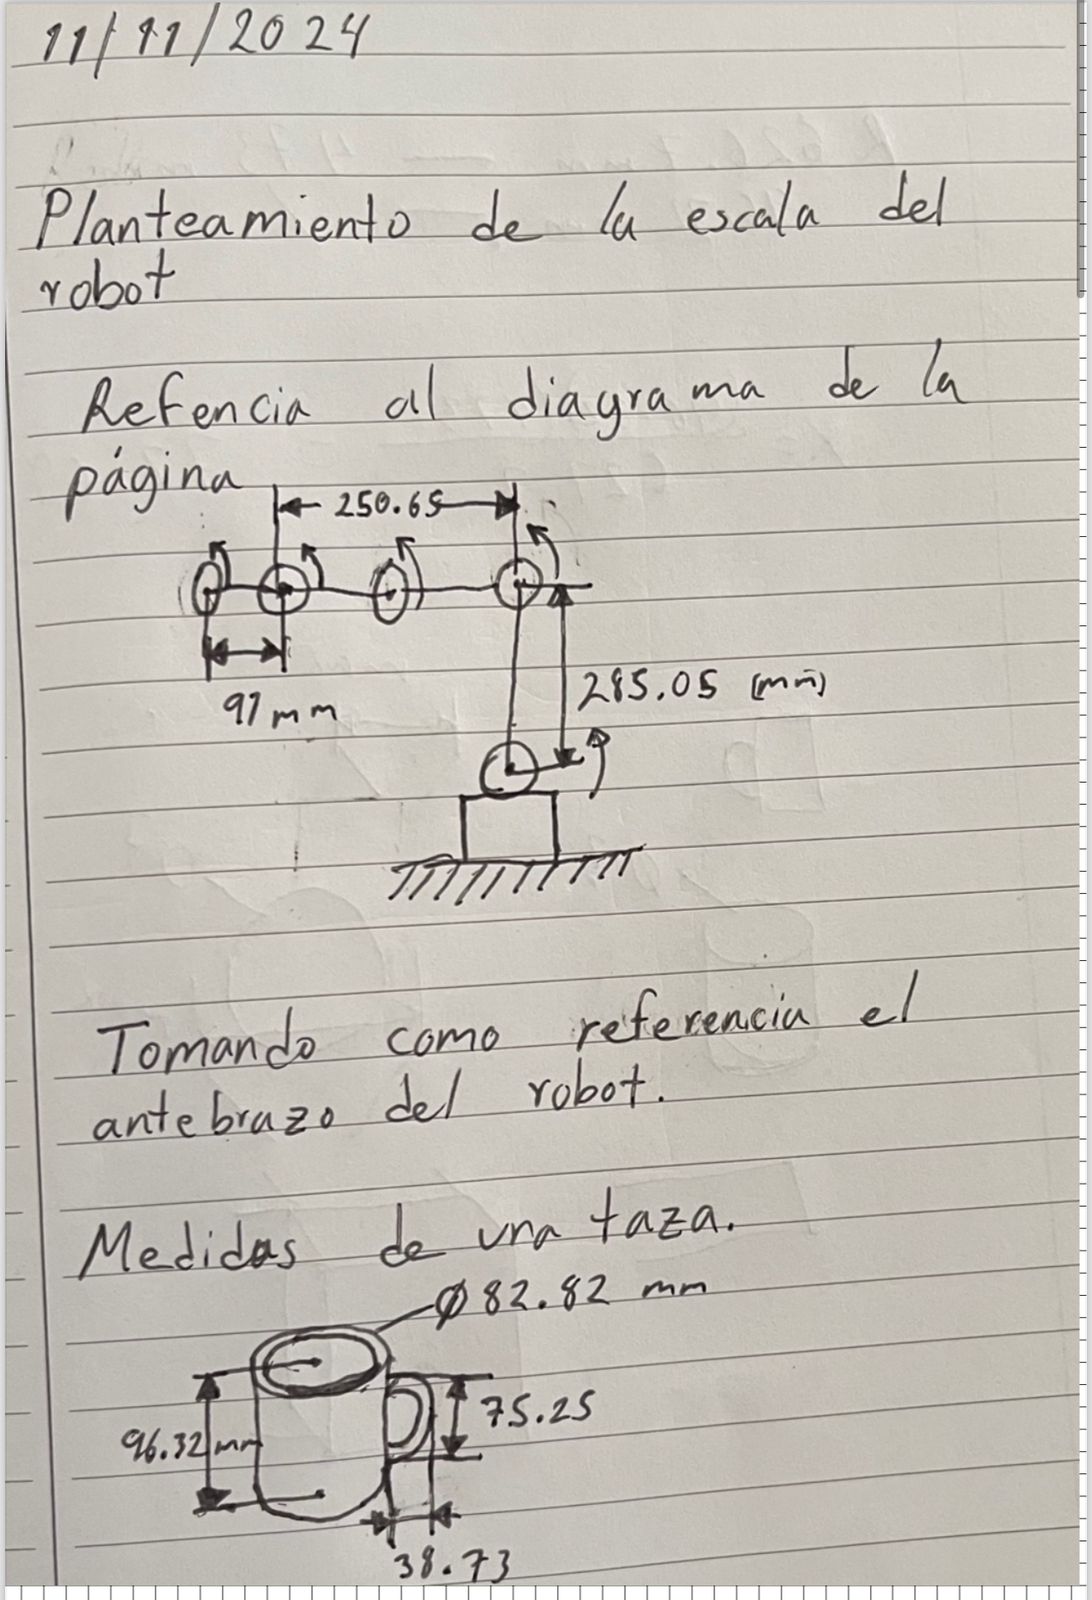 11/11/2024
Planteamiento de la escala del
robot
Refencia al diagrama de la
página
250.65
97 mm
285.05 (mm)
Tomando como referencia el
antebrazo del robot.
Medidas de una taza.
Ø 82.82 mm
75.25
96.32 mm
38.73